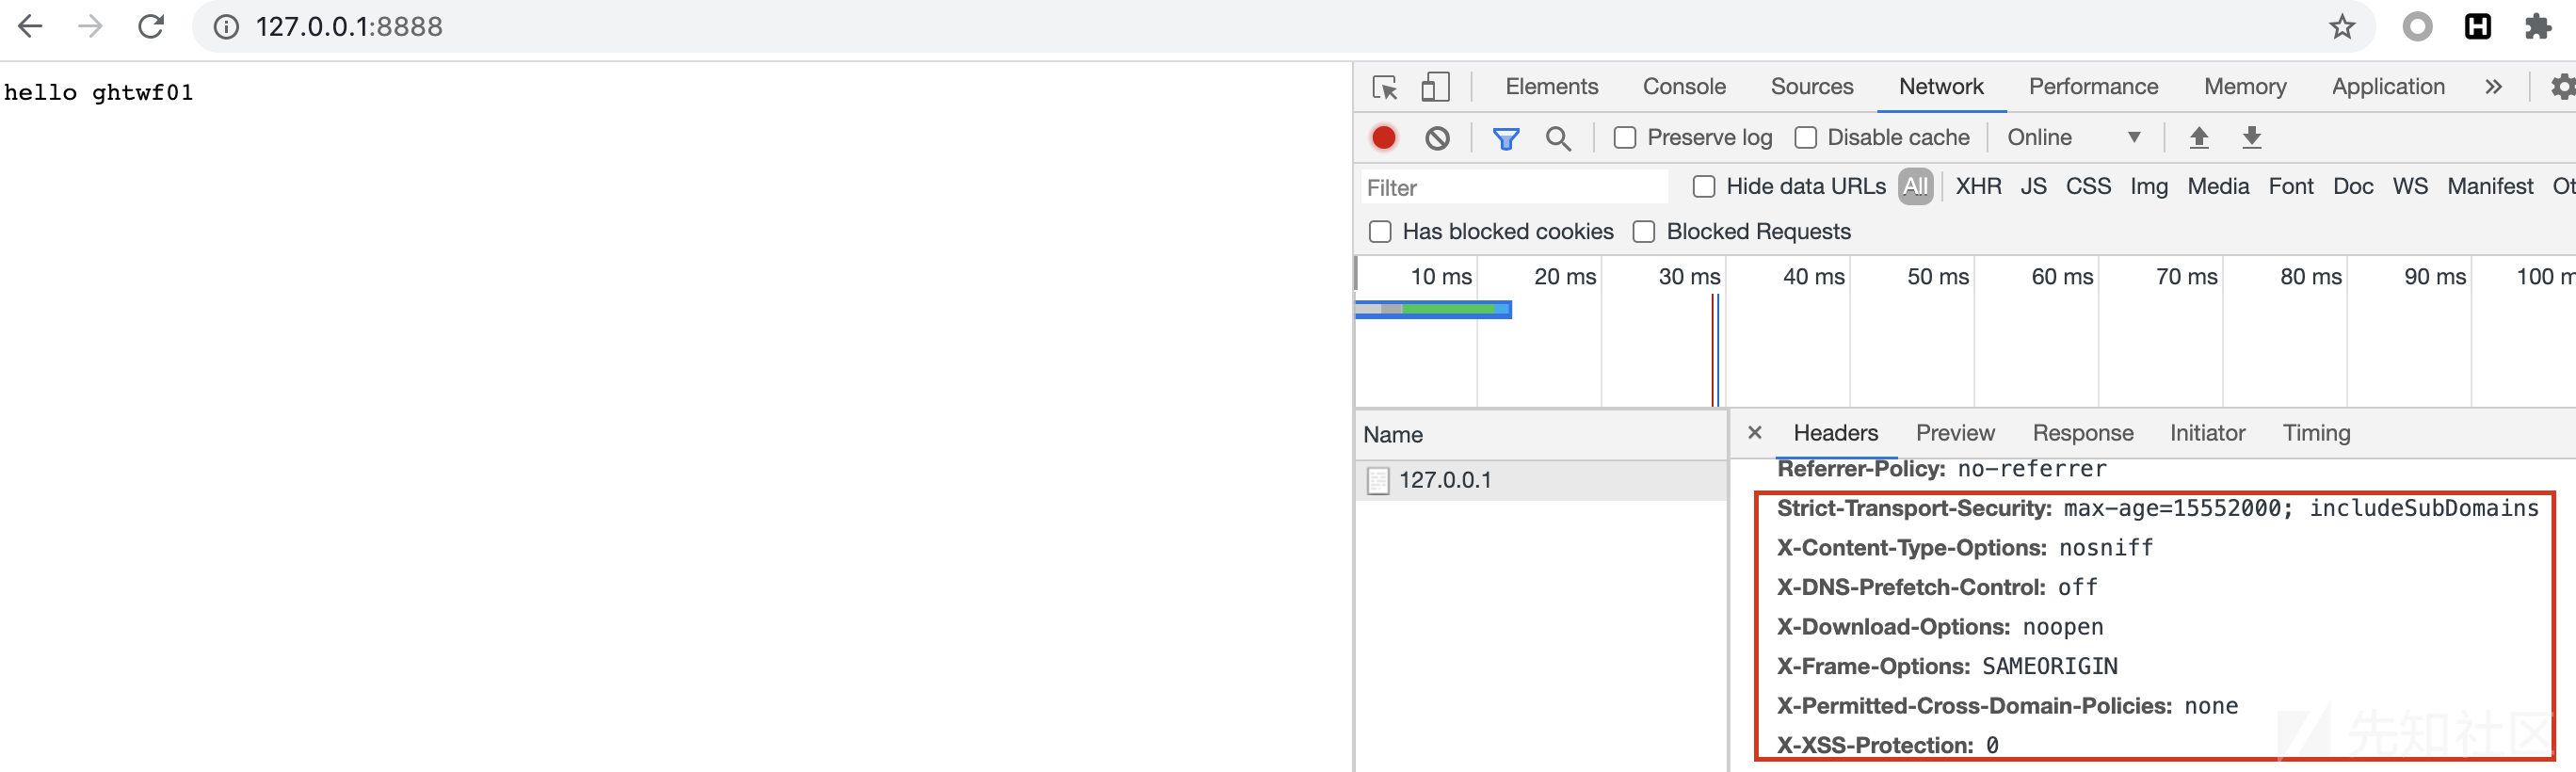 127.0.0.1:8888
hello ghtwf01
Elements Console Sources Network Performance Memory Application
Preserve log Disable cache Online
Filter Hide data URLs All XHR JS CSS Img Media Font Doc WS Manifest Ot
Has blocked cookies Blocked Requests
10 ms 20 ms 30 ms 40 ms 50 ms 60 ms 70 ms 80 ms 90 ms 100 m
Name
127.0.0.1
× Headers Preview Response Initiator Timing
Referrer-Policy: no-referrer
Strict-Transport-Security: max-age=15552000; includeSubDomains
X-Content-Type-Options: nosniff
X-DNS-Prefetch-Control: off
X-Download-Options: noopen
X-Frame-Options: SAMEORIGIN
X-Permitted-Cross-Domain-Policies: none
X-XSS-Protection: 0
先知社区